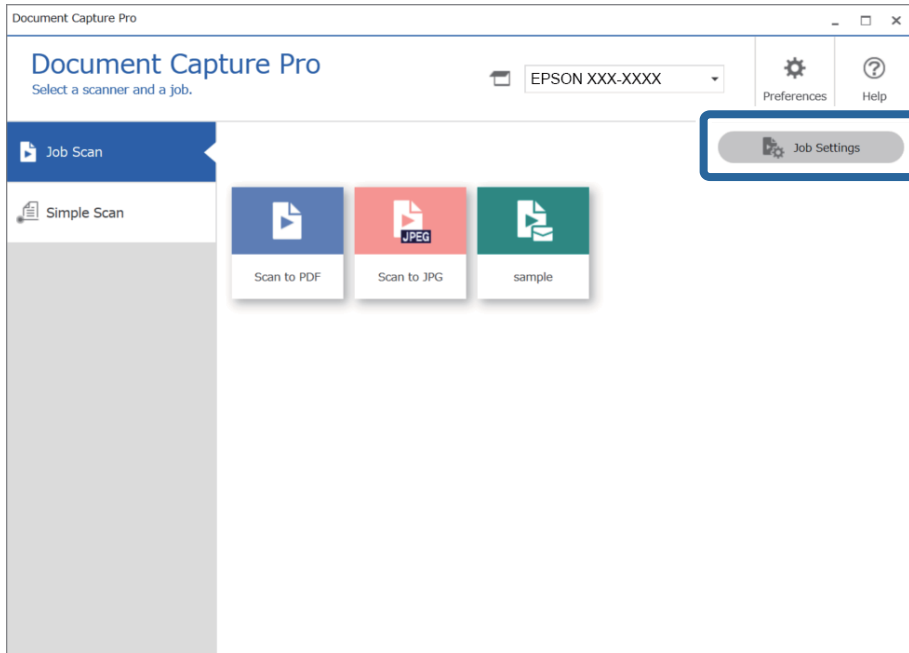 Document Capture Pro
Document Capture Pro
Select a scanner and a job.
EPSON XXX-XXXX
Preferences
Help
Job Scan
Job Settings
Simple Scan
JPEG
Scan to PDF
Scan to JPG
sample